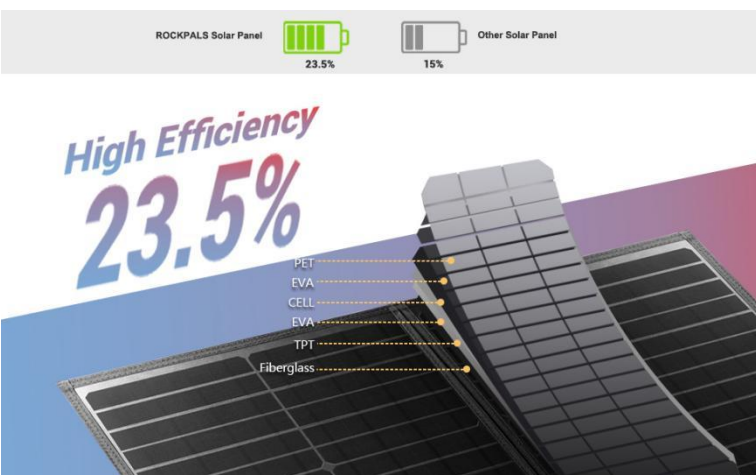 ROCKPALS Solar Panel
23.5%
Other Solar Panel
15%
High Efficiency
23.5%
PET
EVA
CELL
EVA
TPT
Fiberglass